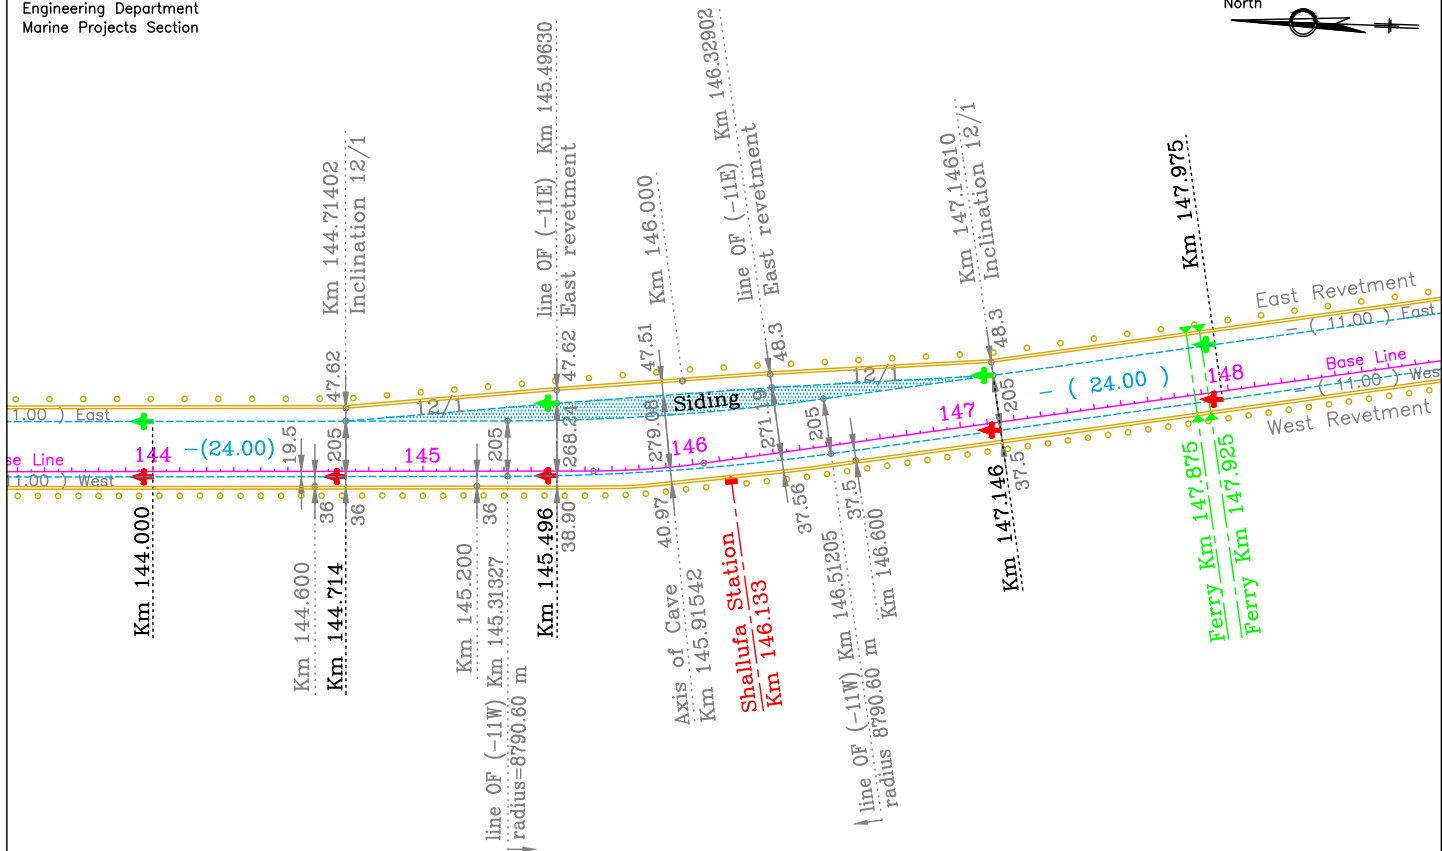 Engineering Department
Marine Projects Section
North
Km 144.71402
Inclination 12/1
line OF (-11E) Km 145.49630
East revetment
Km 146.000
line OF (-11E) Km 146.32902
East revetment
Km 147.14610
Inclination 12/1
Km 147.975
East Revetment
- ( 11.00 ) East
Base Line
148
- (11.00 ) Wes
West Revetment
47.62
47.62
47.51
48.3
48.3
12/1
12/1
Siding
1.00 ) East
se Line
1.00 ) West
144
-(24.00)
19.5
205
145
205
268.24
279.08
146
271.19
205
147
205
- ( 24.00 )
36
36
36
38.90
40.97
37.56
37.5
37.5
Km 144.000
Km 144.600
Km 144.714
Km 145.200
line OF (-11W) Km 145.31327
radius=8790.60 m
Km 145.496
Axis of Cave
Km 145.91542
Shallufa Station
Km 146.133
line OF (-11W) Km 146.51205
radius 8790.60 m
Km 146.600
Km 147.146
Ferry Km 147.875
Ferry Km 147.925